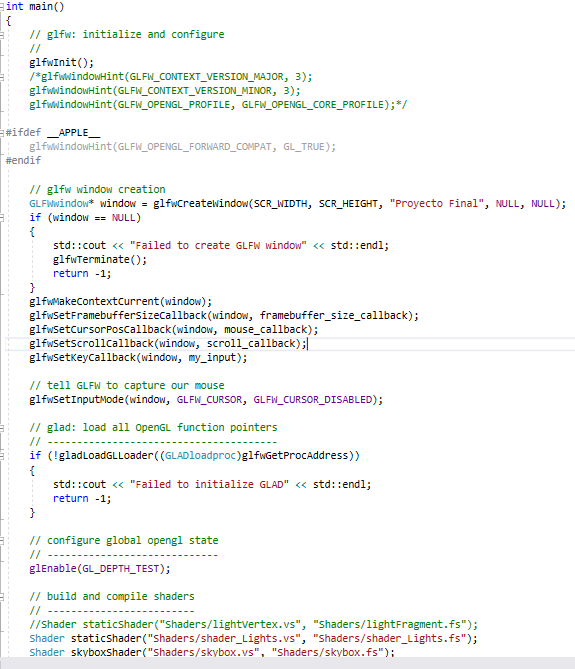 int main()
{
    // glfw: initialize and configure
    //
    glfwInit();
    /*glfwWindowHint(GLFW_CONTEXT_VERSION_MAJOR, 3);
    glfwWindowHint(GLFW_CONTEXT_VERSION_MINOR, 3);
    glfwWindowHint(GLFW_OPENGL_PROFILE, GLFW_OPENGL_CORE_PROFILE);*/

#ifdef __APPLE__
    glfwWindowHint(GLFW_OPENGL_FORWARD_COMPAT, GL_TRUE);
#endif

    // glfw window creation
    GLFWwindow* window = glfwCreateWindow(SCR_WIDTH, SCR_HEIGHT, "Proyecto Final", NULL, NULL);
    if (window == NULL)
    {
        std::cout << "Failed to create GLFW window" << std::endl;
        glfwTerminate();
        return -1;
    }
    glfwMakeContextCurrent(window);
    glfwSetFramebufferSizeCallback(window, framebuffer_size_callback);
    glfwSetCursorPosCallback(window, mouse_callback);
    glfwSetScrollCallback(window, scroll_callback);
    glfwSetKeyCallback(window, my_input);

    // tell GLFW to capture our mouse
    glfwSetInputMode(window, GLFW_CURSOR, GLFW_CURSOR_DISABLED);

    // glad: load all OpenGL function pointers
    // ---------------------------------------
    if (!gladLoadGLLoader((GLADloadproc)glfwGetProcAddress))
    {
        std::cout << "Failed to initialize GLAD" << std::endl;
        return -1;
    }

    // configure global opengl state
    // -----------------------------
    glEnable(GL_DEPTH_TEST);

    // build and compile shaders
    // -------------------------
    //Shader staticShader("Shaders/lightVertex.vs", "Shaders/lightFragment.fs");
    Shader staticShader("Shaders/shader_Lights.vs", "Shaders/shader_Lights.fs");
    Shader skyboxShader("Shaders/skybox.vs", "Shaders/skybox.fs");